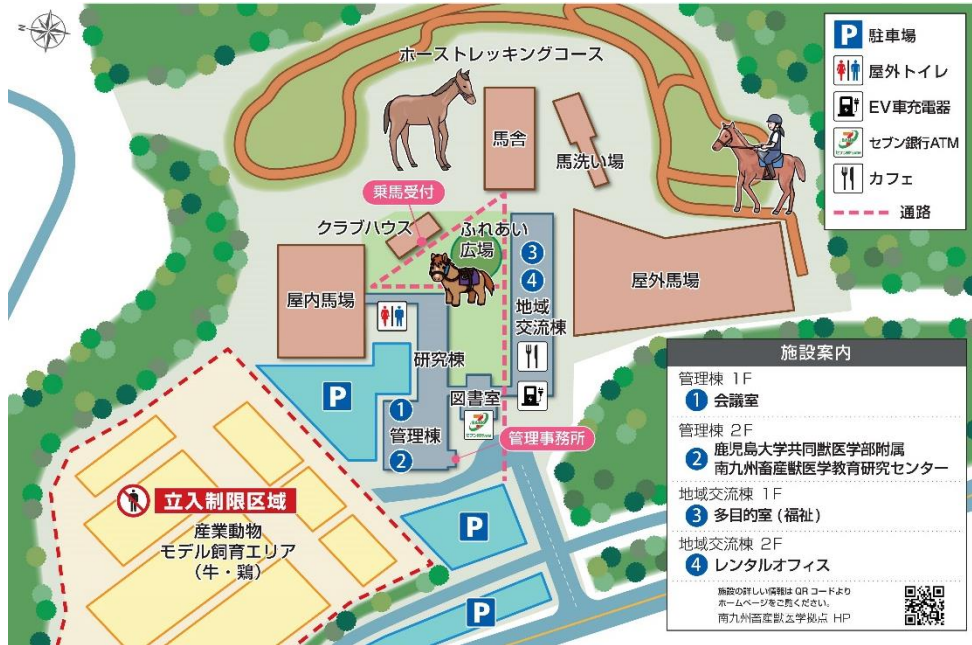 N
ホーストレッキングコース
馬舎
馬洗い場
乗馬受付
クラブハウス
ふれあい
広場
3
4
地域
交流棟
屋内馬場
屋外馬場
研究棟
P
1
管理棟
2
図書室
管理事務所
立入制限区域
産業動物
モデル飼育エリア
(牛・鶏)
P
P
P 駐車場
屋外トイレ
EV車充電器
セブン銀行ATM
カフェ
通路
施設案内
管理棟 1F
1 会議室
管理棟 2F
2 鹿児島大学共同獣医学部附属
南九州畜産獣医学教育研究センター
地域交流棟 1F
3 多目的室(福祉)
地域交流棟 2F
4 レンタルオフィス
施設の詳しい情報は QR コードより
ホームページをご覧ください。
南九州畜産獣医学拠点 HP